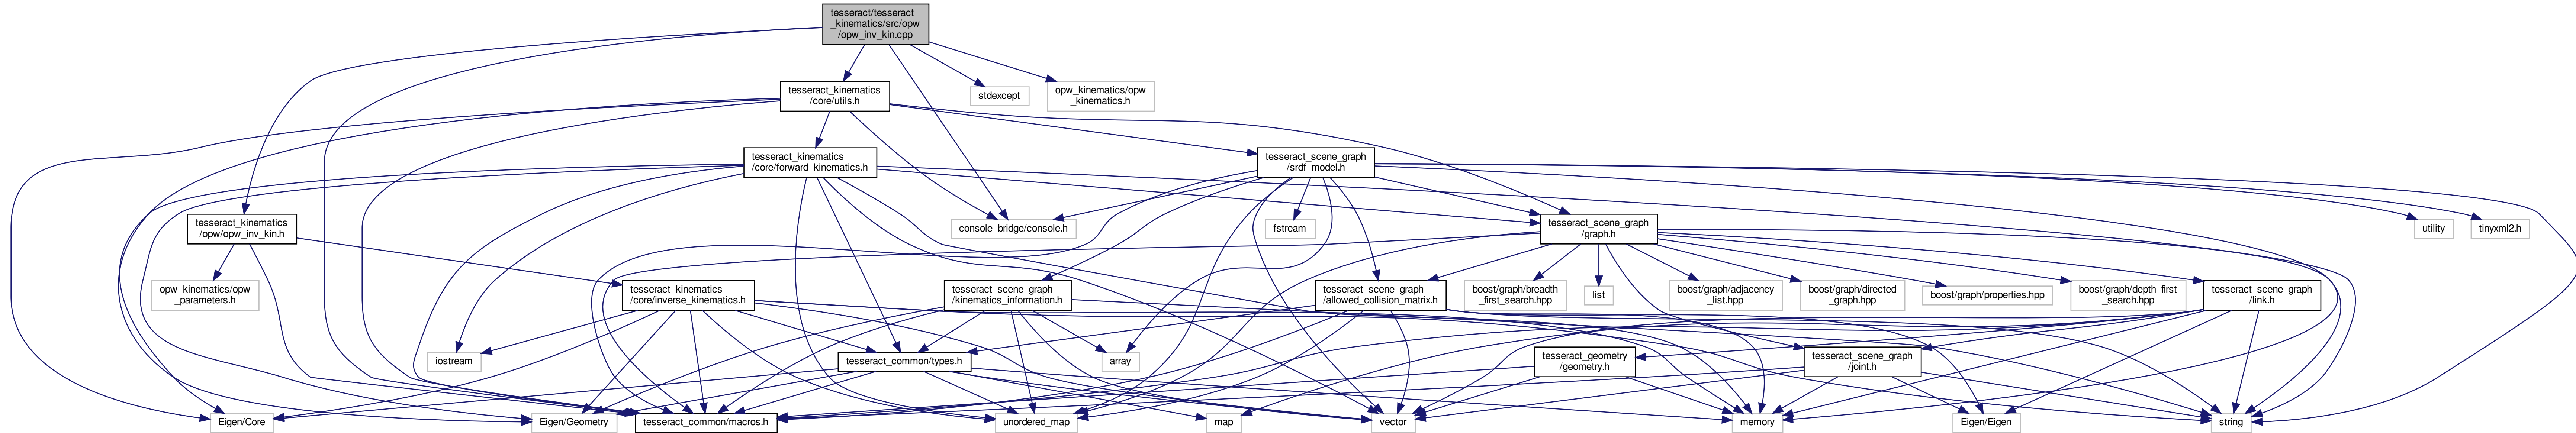 tesseract/tesseract
_kinematics/src/opw
/opw_inv_kin.cpp
tesseract_kinematics
/core/utils.h
stdexcept
opw_kinematics/opw
_kinematics.h
tesseract_kinematics
/core/forward_kinematics.h
tesseract_scene_graph
/srdf_model.h
tesseract_kinematics
/opw/opw_inv_kin.h
console_bridge/console.h
fstream
tesseract_scene_graph
/graph.h
utility
tinyxml2.h
opw_kinematics/opw
_parameters.h
tesseract_kinematics
/core/inverse_kinematics.h
tesseract_scene_graph
/kinematics_information.h
tesseract_scene_graph
/allowed_collision_matrix.h
boost/graph/breadth
_first_search.hpp
list
boost/graph/adjacency
_list.hpp
boost/graph/directed
_graph.hpp
boost/graph/properties.hpp
boost/graph/depth_first
_search.hpp
tesseract_scene_graph
/link.h
iostream
tesseract_common/types.h
array
tesseract_geometry
/geometry.h
tesseract_scene_graph
/joint.h
Eigen/Core
Eigen/Geometry
tesseract_common/macros.h
unordered_map
map
vector
memory
Eigen/Eigen
string